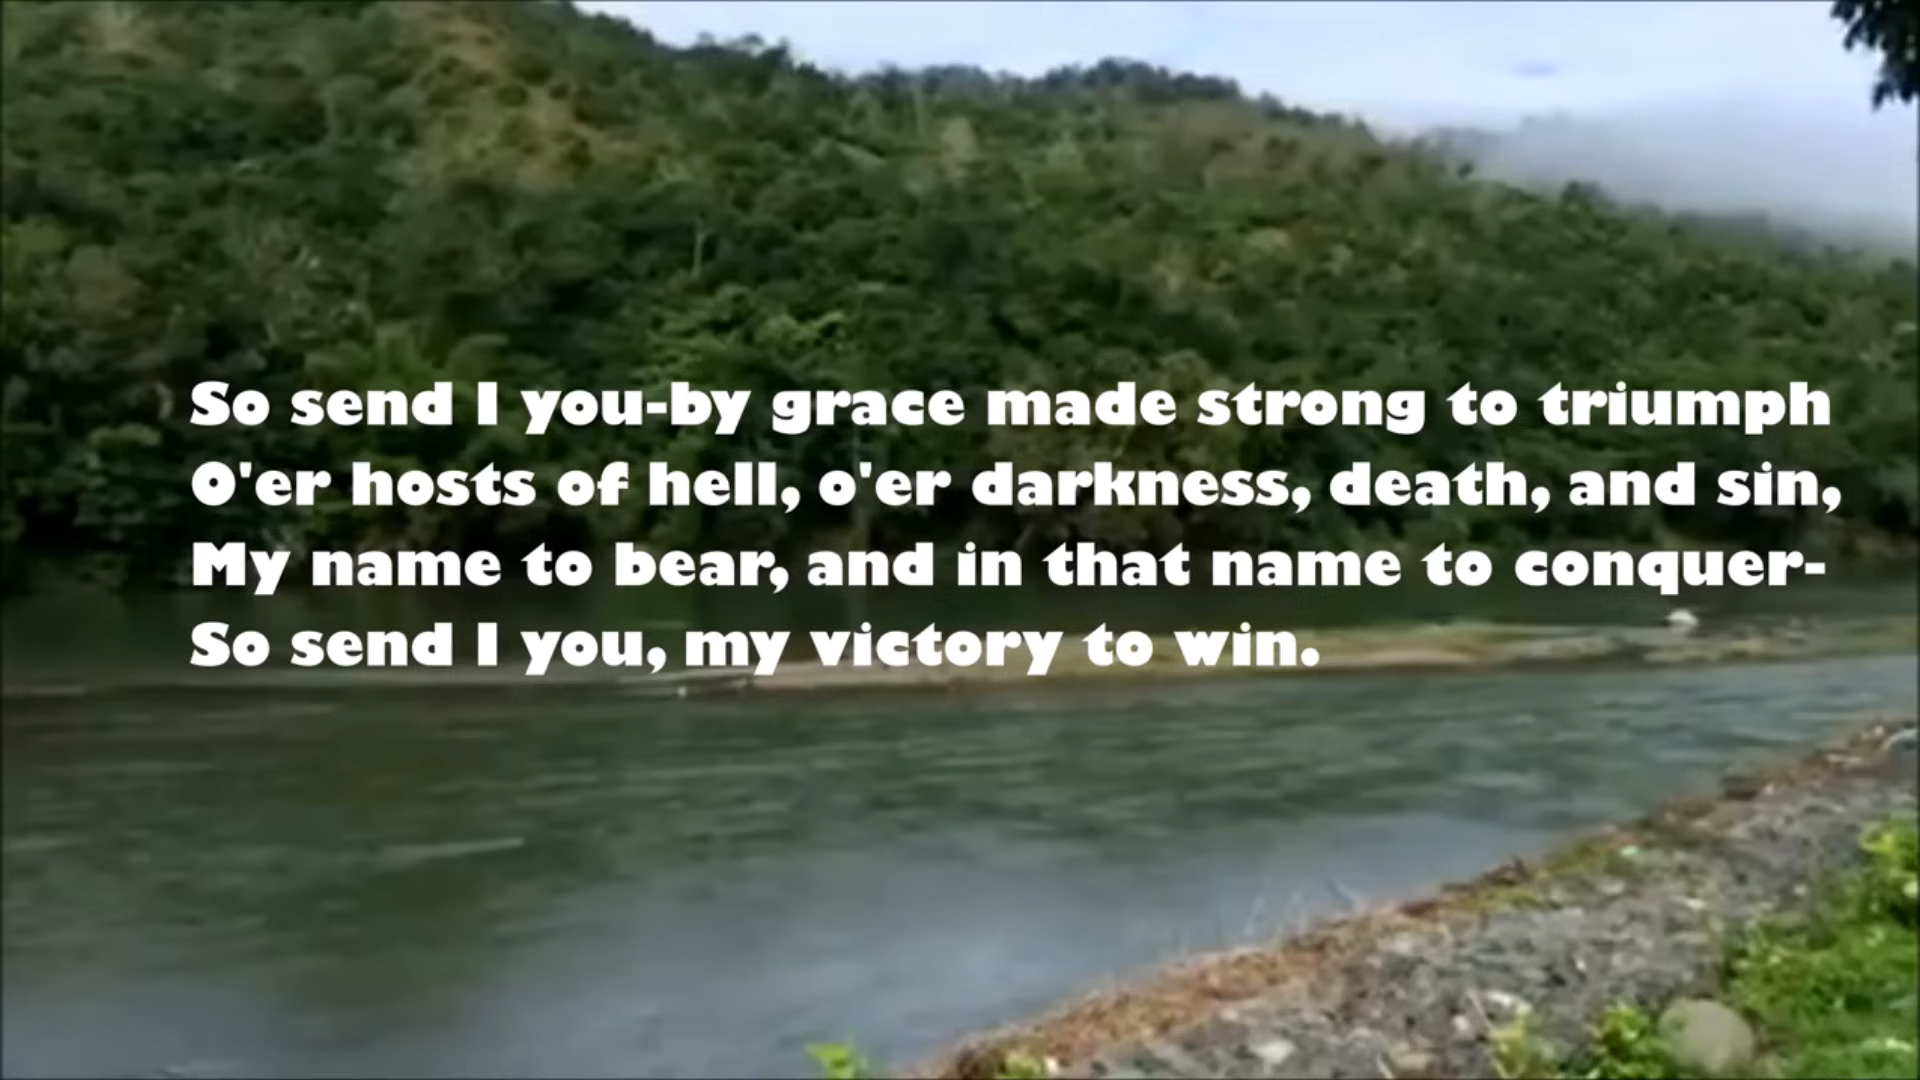 So send I you-by grace made strong to triumph
O'er hosts of hell, o'er darkness, death, and sin,
My name to bear, and in that name to conquer-
So send I you, my victory to win.